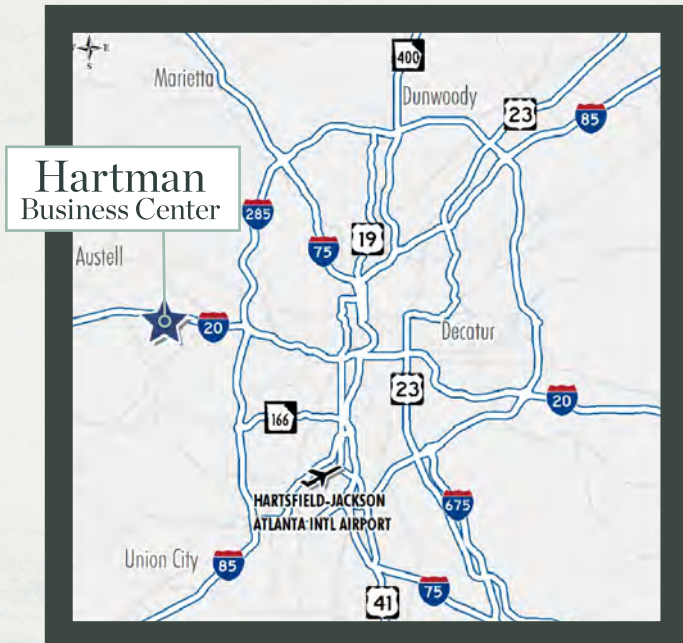 E
S
400
Marietta
Dunwoody
23
85
Hartman
Business Center
285
19
75
Austell
20
Decatur
23
20
166
HARTSFIELD-JACKSON
ATLANTA INTL AIRPORT
675
Union City
85
75
41